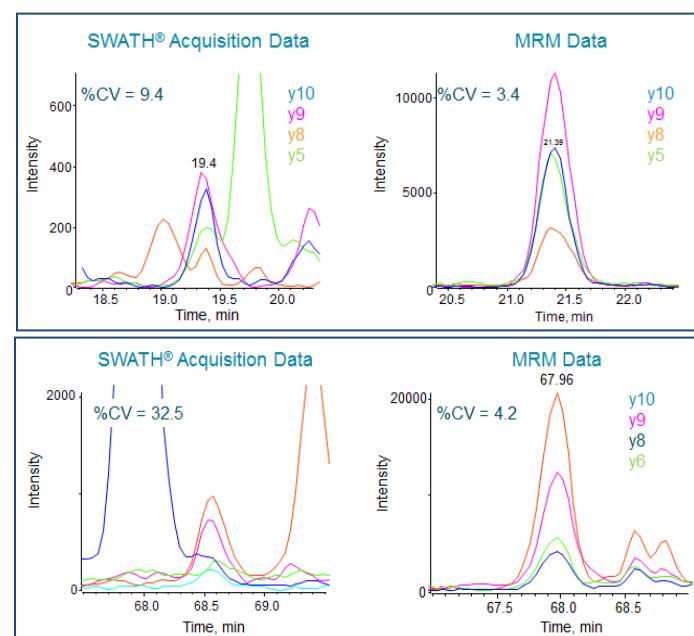 SWATH® Acquisition Data
%CV = 9.4
y10
y9
y8
y5
19.4
600
400
200
0
Intensity
18.5 19.0 19.5 20.0
Time, min
MRM Data
%CV = 3.4
y10
y9
y8
y5
21.39
10000
5000
0
Intensity
20.5 21.0 21.5 22.0
Time, min
SWATH® Acquisition Data
%CV = 32.5
2000
1000
0
Intensity
68.0 68.5 69.0
Time, min
MRM Data
67.96
%CV = 4.2
y10
y9
y8
y6
20000
10000
0
Intensity
67.5 68.0 68.5
Time, min